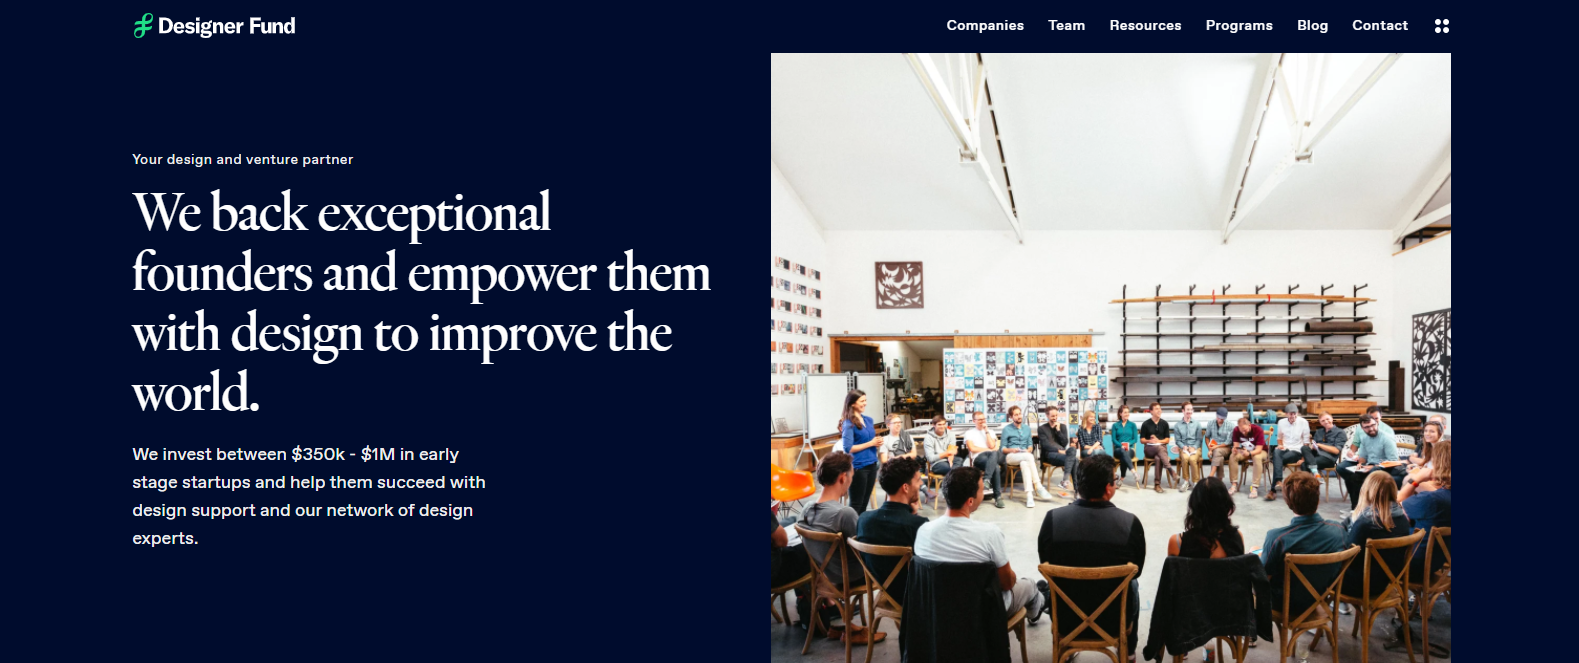 Designer Fund
Companies Team Resources Programs Blog Contact
Your design and venture partner
We back exceptional
founders and empower them
with design to improve the
world.
We invest between $350k - $1M in early
stage startups and help them succeed with
design support and our network of design
experts.